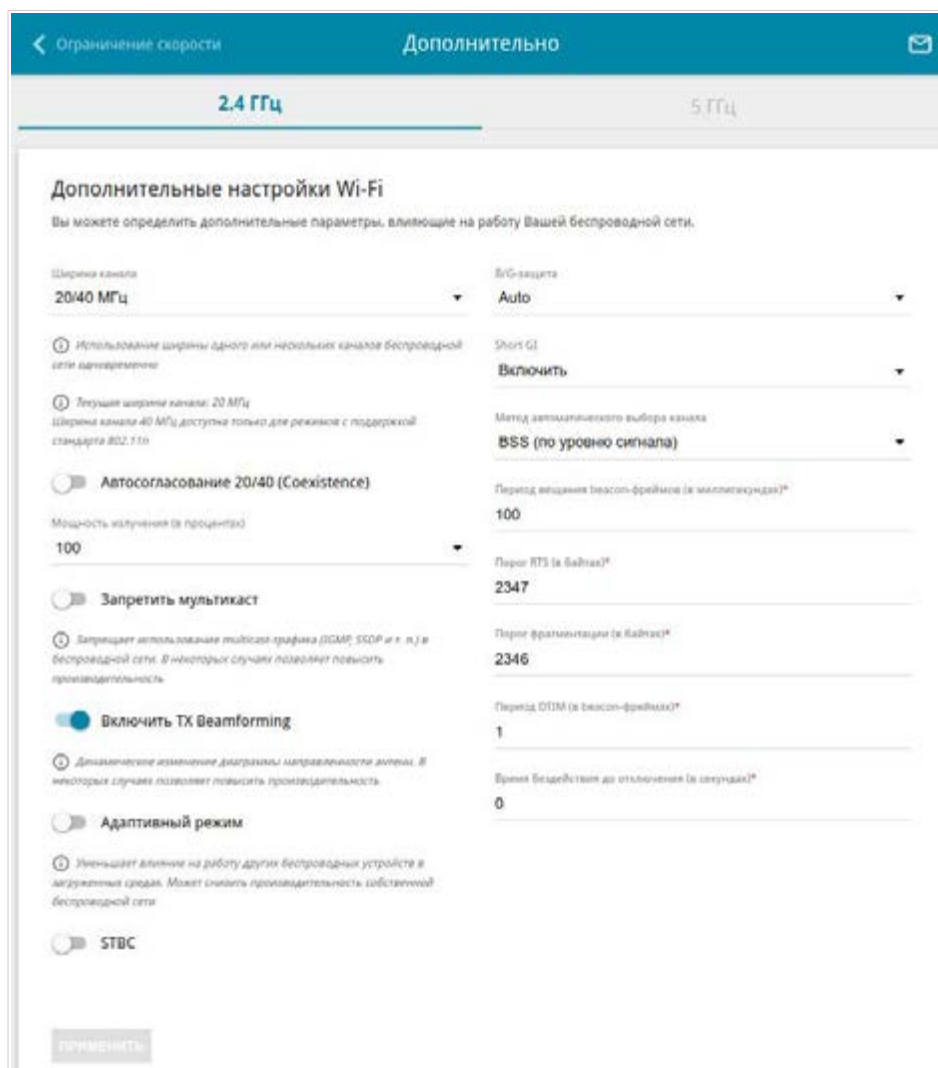 Ограничение скорости
Дополнительно
2.4 ГГц
5 ГГц
Дополнительные настройки Wi-Fi
Вы можете определить дополнительные параметры, влияющие на работу Вашей беспроводной сети.
Ширина канала
20/40 МГц
Использование ширины одного или нескольких каналов беспроводной
сети одновременно
Текущая ширина канала: 20 МГц
Ширина канала 40 МГц доступна только для режимов с поддержкой
стандарта 802.11n
Автосогласование 20/40 (Coexistence)
Мощность излучения (в процентах)
100
Запретить мультикаст
Запрещает использование multicast-трафика (IGMP, SSDP и т. п.) в
беспроводной сети. В некоторых случаях позволяет повысить
производительность
Включить TX Beamforming
Динамическое изменение диаграммы направленности антенн. В
некоторых случаях позволяет повысить производительность
Адаптивный режим
Уменьшает влияние на работу других беспроводных устройств в
загруженных средах. Может снизить производительность собственной
беспроводной сети
STBC
ПРИМЕНИТЬ
B/G-защита
Auto
Short GI
Включить
Метод автоматического выбора канала
BSS (по уровню сигнала)
Период вещания beacon-фреймов (в миллисекундах)*
100
Порог RTS (в байтах)*
2347
Порог фрагментации (в байтах)*
2346
Период DTIM (в beacon-фреймах)*
1
Время бездействия до отключения (в секундах)*
0